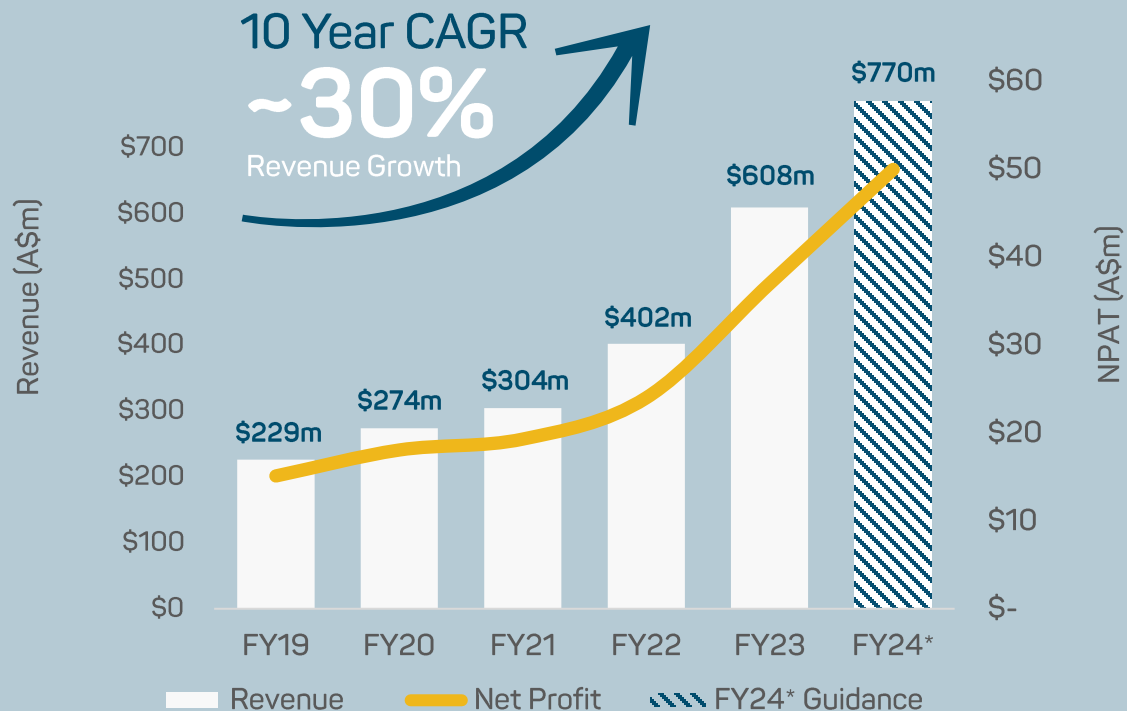 10 Year CAGR
~30%
Revenue Growth
Revenue (A$m)
$700
$600
$500
$400
$300
$200
$100
$0
$229m
$274m
$304m
$402m
$608m
$770m
$60
$50
$40
$30
$20
$10
$-
NPAT (A$m)
FY19 FY20 FY21 FY22 FY23 FY24*
Revenue Net Profit FY24* Guidance